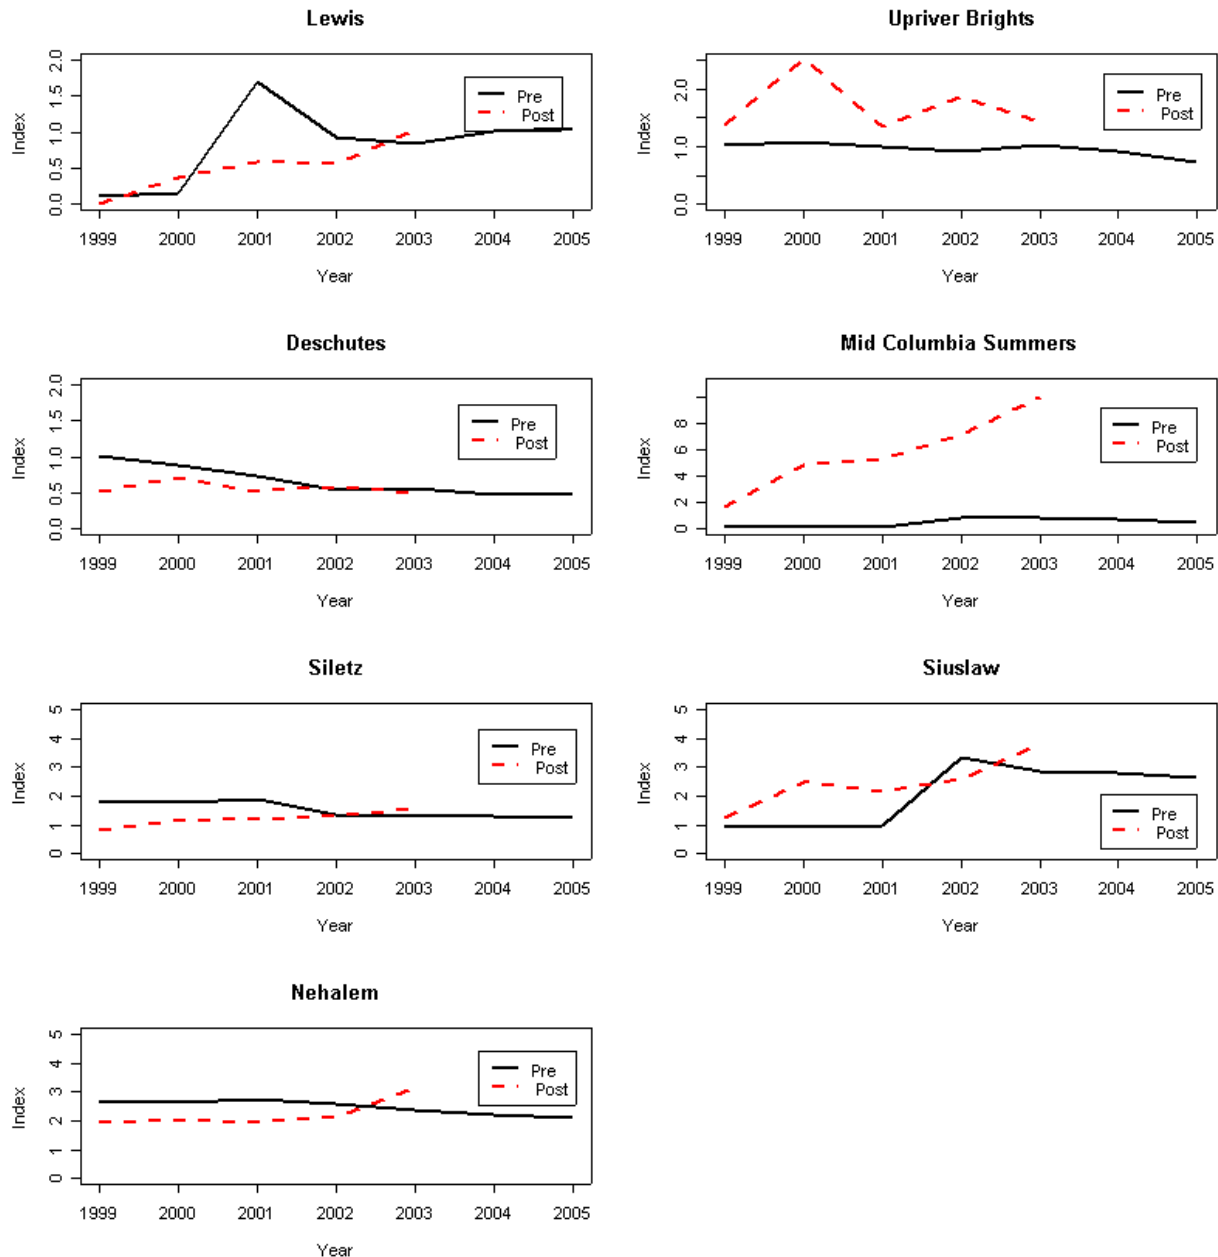 Lewis
Index
0.0 0.5 1.0 1.5 2.0
Pre
Post
1999 2000 2001 2002 2003 2004 2005
Year
Upriver Brights
Index
0.0 1.0 2.0
Pre
Post
1999 2000 2001 2002 2003 2004 2005
Year
Deschutes
Index
0.0 0.5 1.0 1.5 2.0
Pre
Post
1999 2000 2001 2002 2003 2004 2005
Year
Mid Columbia Summers
Index
0 2 4 6 8
Pre
Post
1999 2000 2001 2002 2003 2004 2005
Year
Siletz
Index
0 1 2 3 4 5
Pre
Post
1999 2000 2001 2002 2003 2004 2005
Year
Siuslaw
Index
0 1 2 3 4 5
Pre
Post
1999 2000 2001 2002 2003 2004 2005
Year
Nehalem
Index
0 1 2 3 4 5
Pre
Post
1999 2000 2001 2002 2003 2004 2005
Year